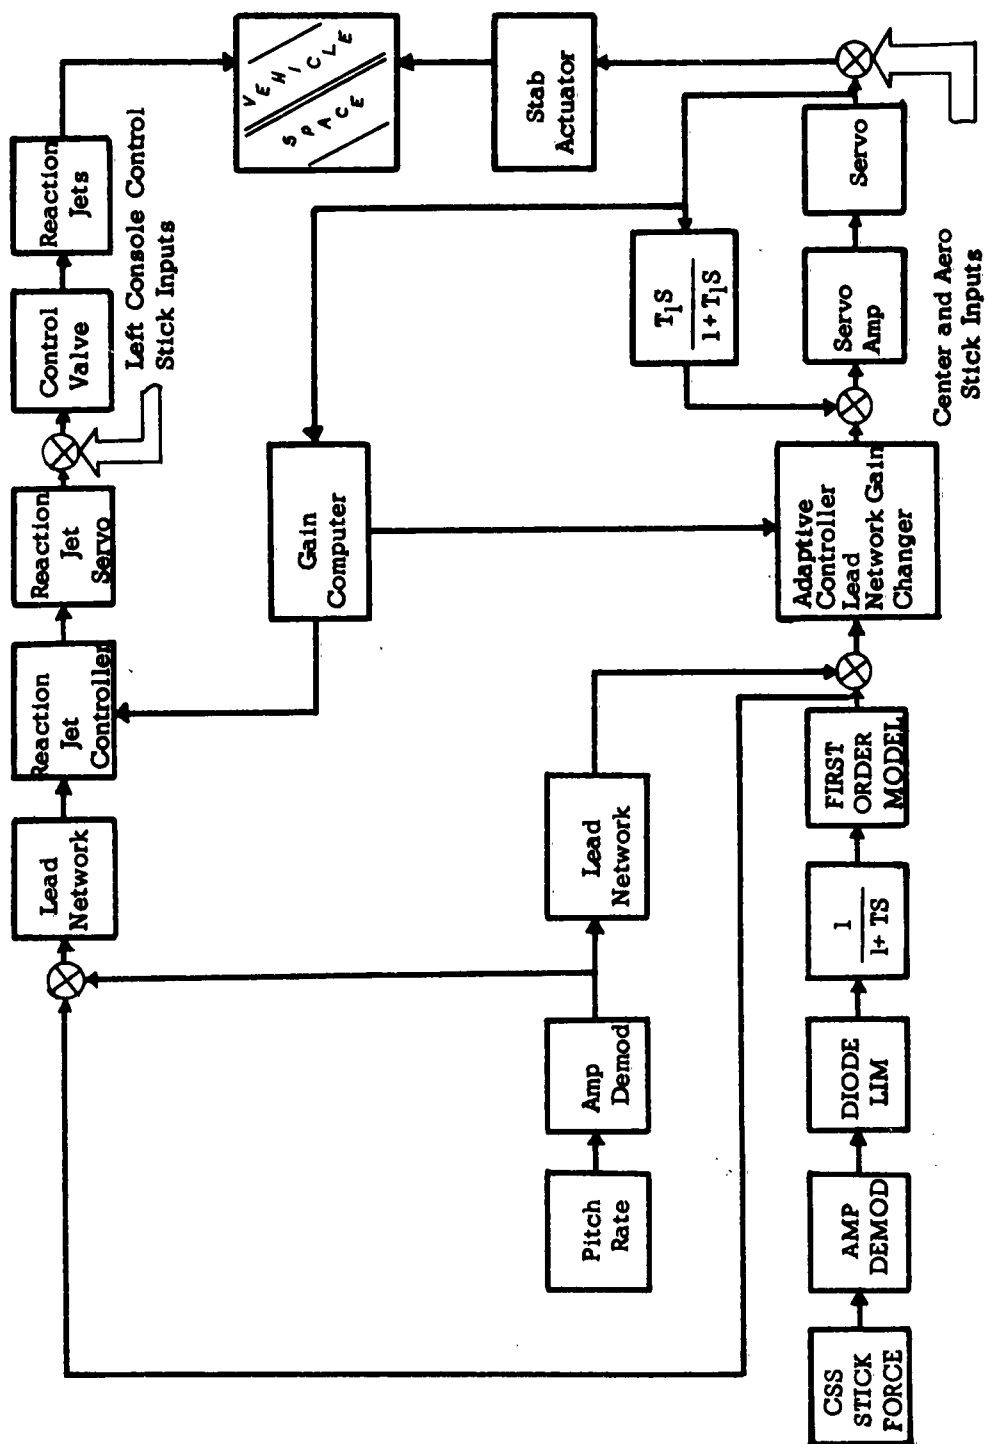 Lead
Network
Reaction
Jet
Controller
Reaction
Jet
Servo
Control
Valve
Reaction
Jets
Left Console Control
Stick Inputs
VEHICLE
SPACE
Gain
Computer
Stab
Actuator
Pitch
Rate
Amp
Demod
Lead
Network
T1S
1+T1S
CSS
STICK
FORCE
AMP
DEMOD
DIODE
LIM
1
1+ TS
FIRST
ORDER
MODEL
Adaptive
Controller
Lead
Network Gain
Changer
Servo
Amp
Servo
Center and Aero
Stick Inputs